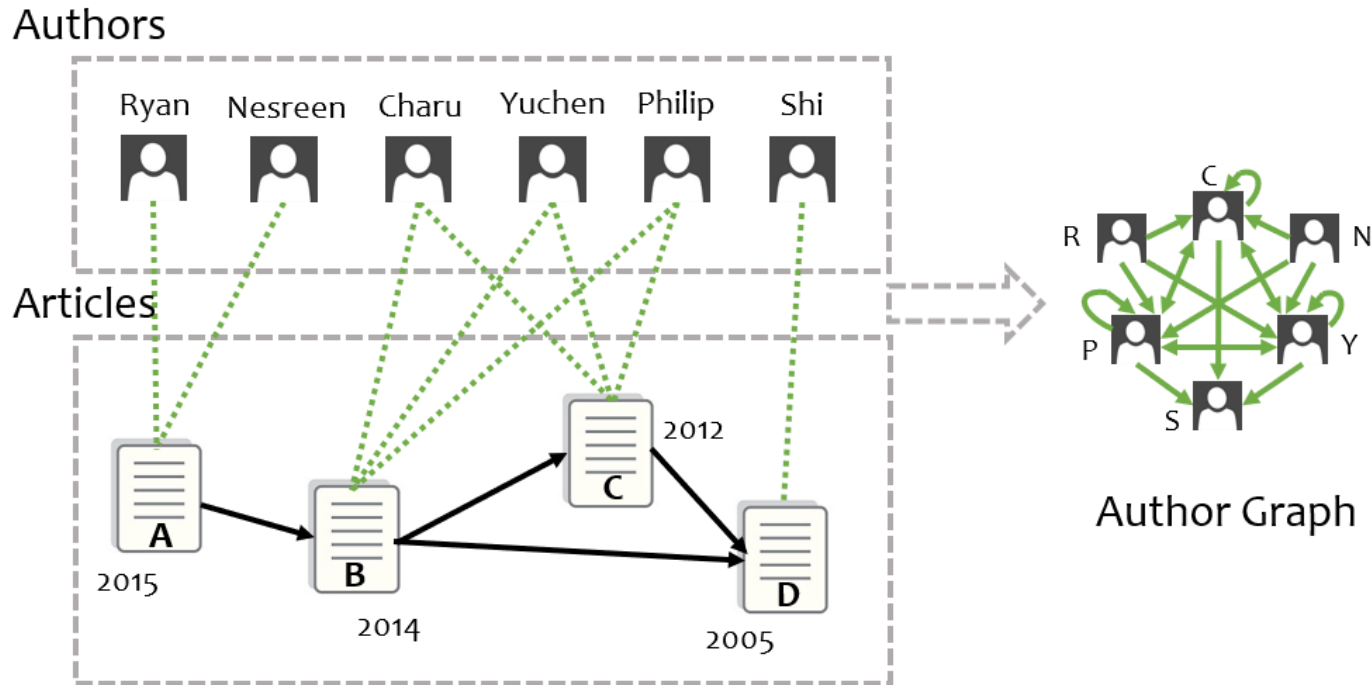 Authors
Ryan Nesreen Charu Yuchen Philip Shi
Articles
A
2015
B
2014
C
2012
D
2005
C
R
N
P
Y
S
Author Graph